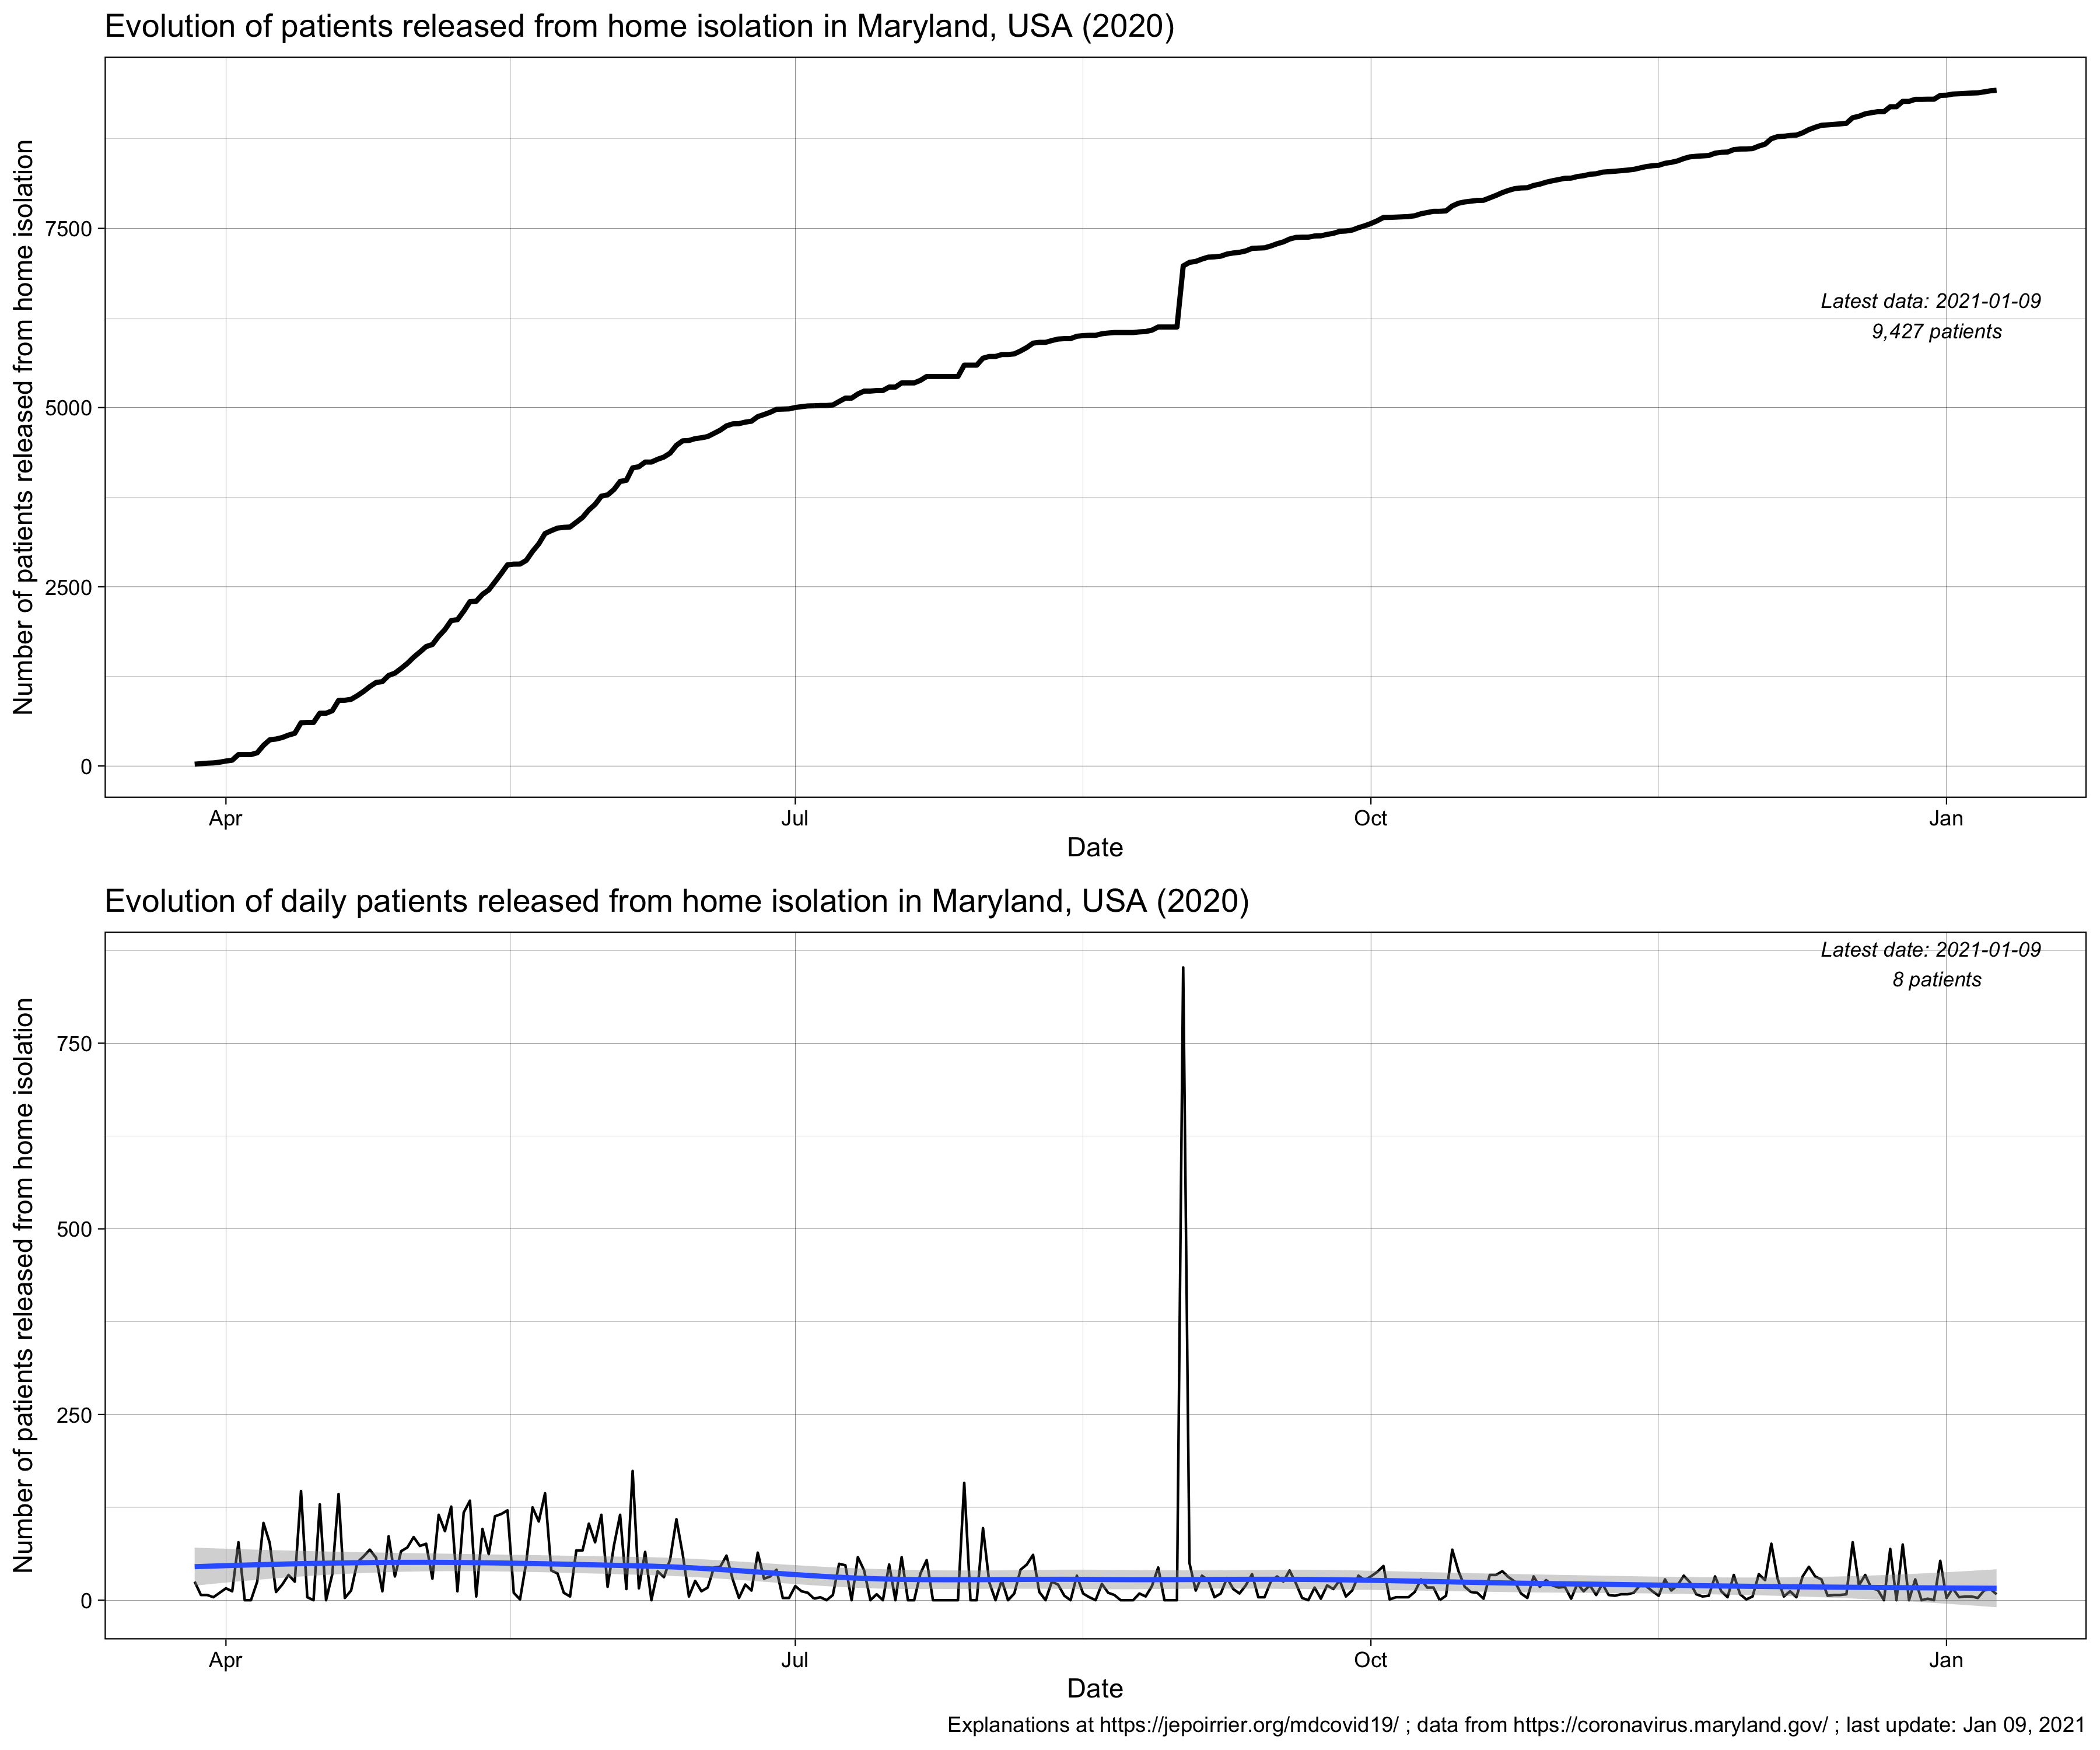 Evolution of patients released from home isolation in Maryland, USA (2020)
Number of patients released from home isolation
7500
5000
2500
0
Latest data: 2021-01-09
9,427 patients
Apr
Jul
Oct
Jan
Date
Evolution of daily patients released from home isolation in Maryland, USA (2020)
Number of patients released from home isolation
750
500
250
0
Latest date: 2021-01-09
8 patients
Apr
Jul
Oct
Jan
Date
Explanations at https://jepoirrier.org/mdcovid19/ ; data from https://coronavirus.maryland.gov/ ; last update: Jan 09, 2021